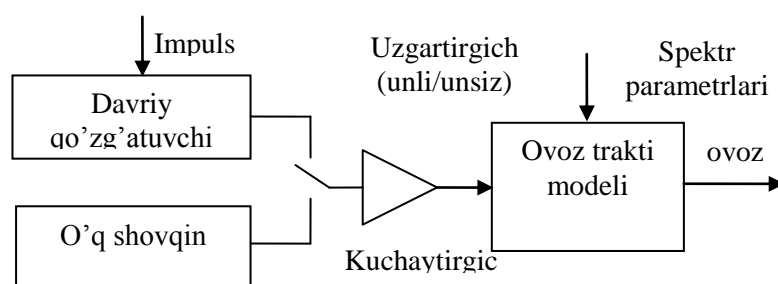 Impuls
Uzgartirgich
(unli/unsiz)
Spektr
parametrlari
Davriy
qo’zg’atuvchi
Ovoz trakti
modeli
ovoz
O’q shovqin
Kuchaytirgic